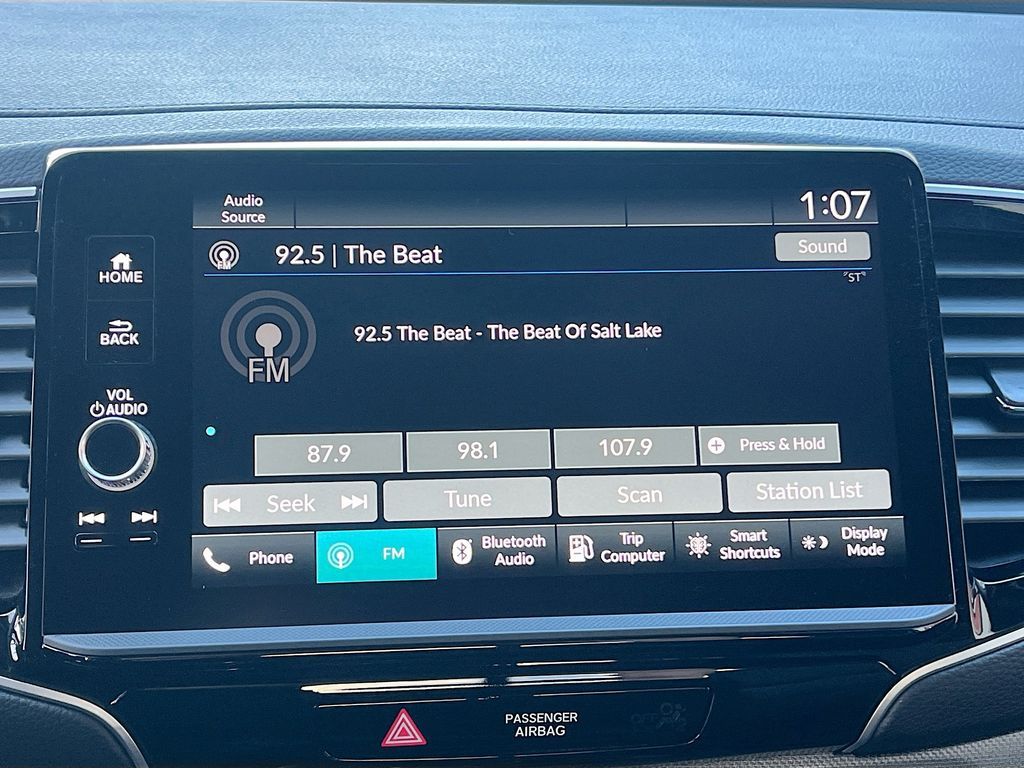 Audio
Source
1:07
FM
92.5 | The Beat
Sound
ST
HOME
BACK
VOL
AUDIO
FM
92.5 The Beat - The Beat Of Salt Lake
87.9
98.1
107.9
Press & Hold
Seek
Tune
Scan
Station List
Phone
FM
Bluetooth
Audio
Trip
Computer
Smart
Shortcuts
Display
Mode
PASSENGER
AIRBAG
OFF